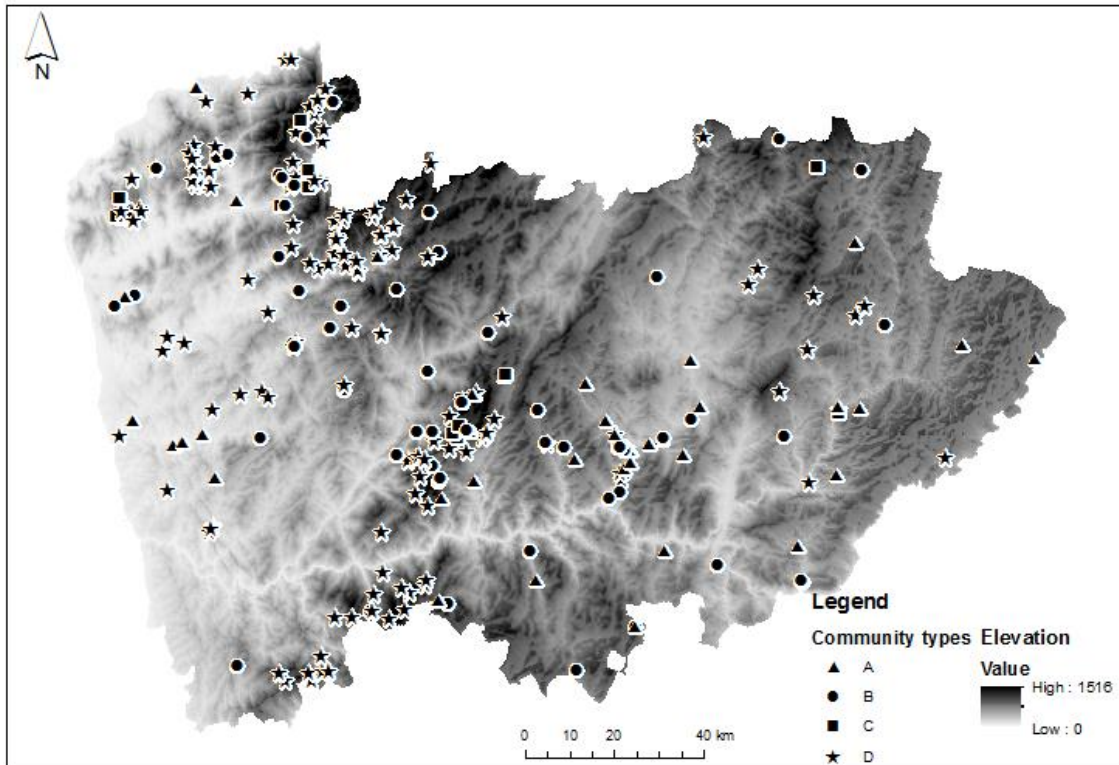 N
Legend
Community types
A
B
C
D
Elevation
Value
High : 1516
Low : 0
0 10 20 40 km